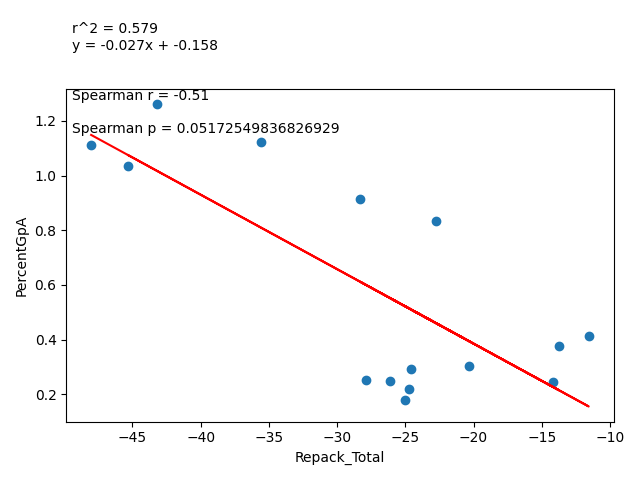 r^2 = 0.579
y = -0.027x + -0.158
Spearman r = -0.51
Spearman p = 0.05172549836826929
1.2
1.0
0.8
0.6
0.4
0.2
PercentGpA
−45 −40 −35 −30 −25 −20 −15 −10
Repack_Total